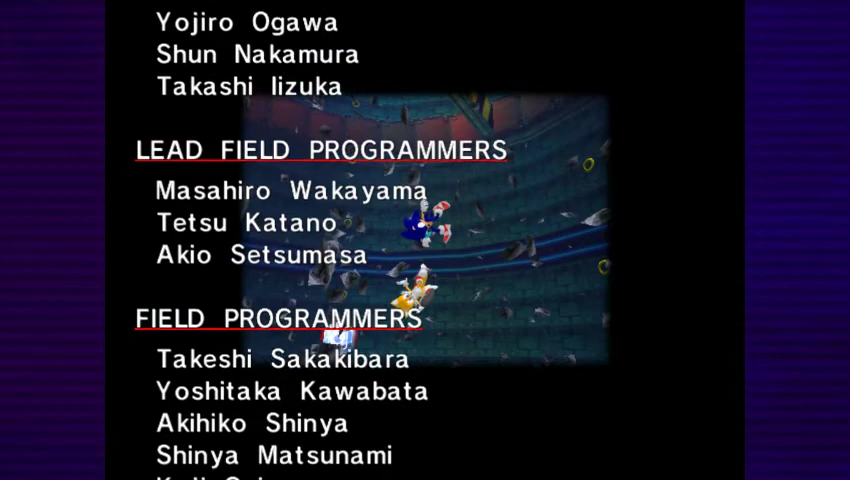 Yojiro Ogawa
Shun Nakamura
Takashi Iizuka
LEAD FIELD PROGRAMMERS
Masahiro Wakayama
Tetsu Katano
Akio Setsumasa
FIELD PROGRAMMERS
Takeshi Sakakibara
Yoshitaka Kawabata
Akihiko Shinya
Shinya Matsunami